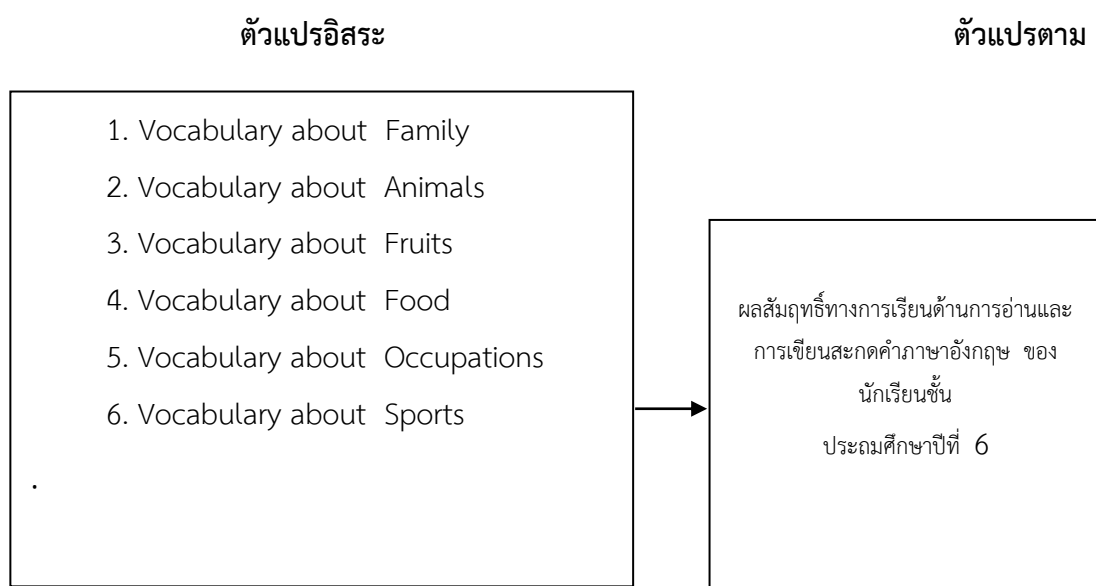 ตัวแปรอิสระ
ตัวแปรตาม
1. Vocabulary about Family
2. Vocabulary about Animals
3. Vocabulary about Fruits
4. Vocabulary about Food
5. Vocabulary about Occupations
6. Vocabulary about Sports
.
ผลสัมฤทธิ์ทางการเรียนด้านการอ่านและ
การเขียนสะกดคำภาษาอังกฤษ ของ
นักเรียนชั้น
ประถมศึกษาปีที่ 6